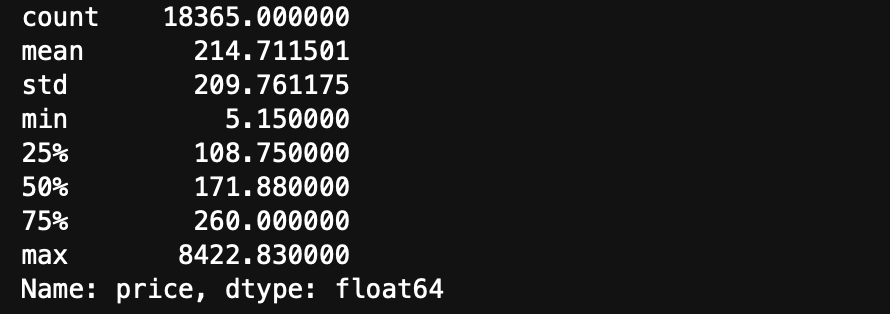 count    18365.000000
mean       214.711501
std        209.761175
min          5.150000
25%        108.750000
50%        171.880000
75%        260.000000
max       8422.830000
Name: price, dtype: float64